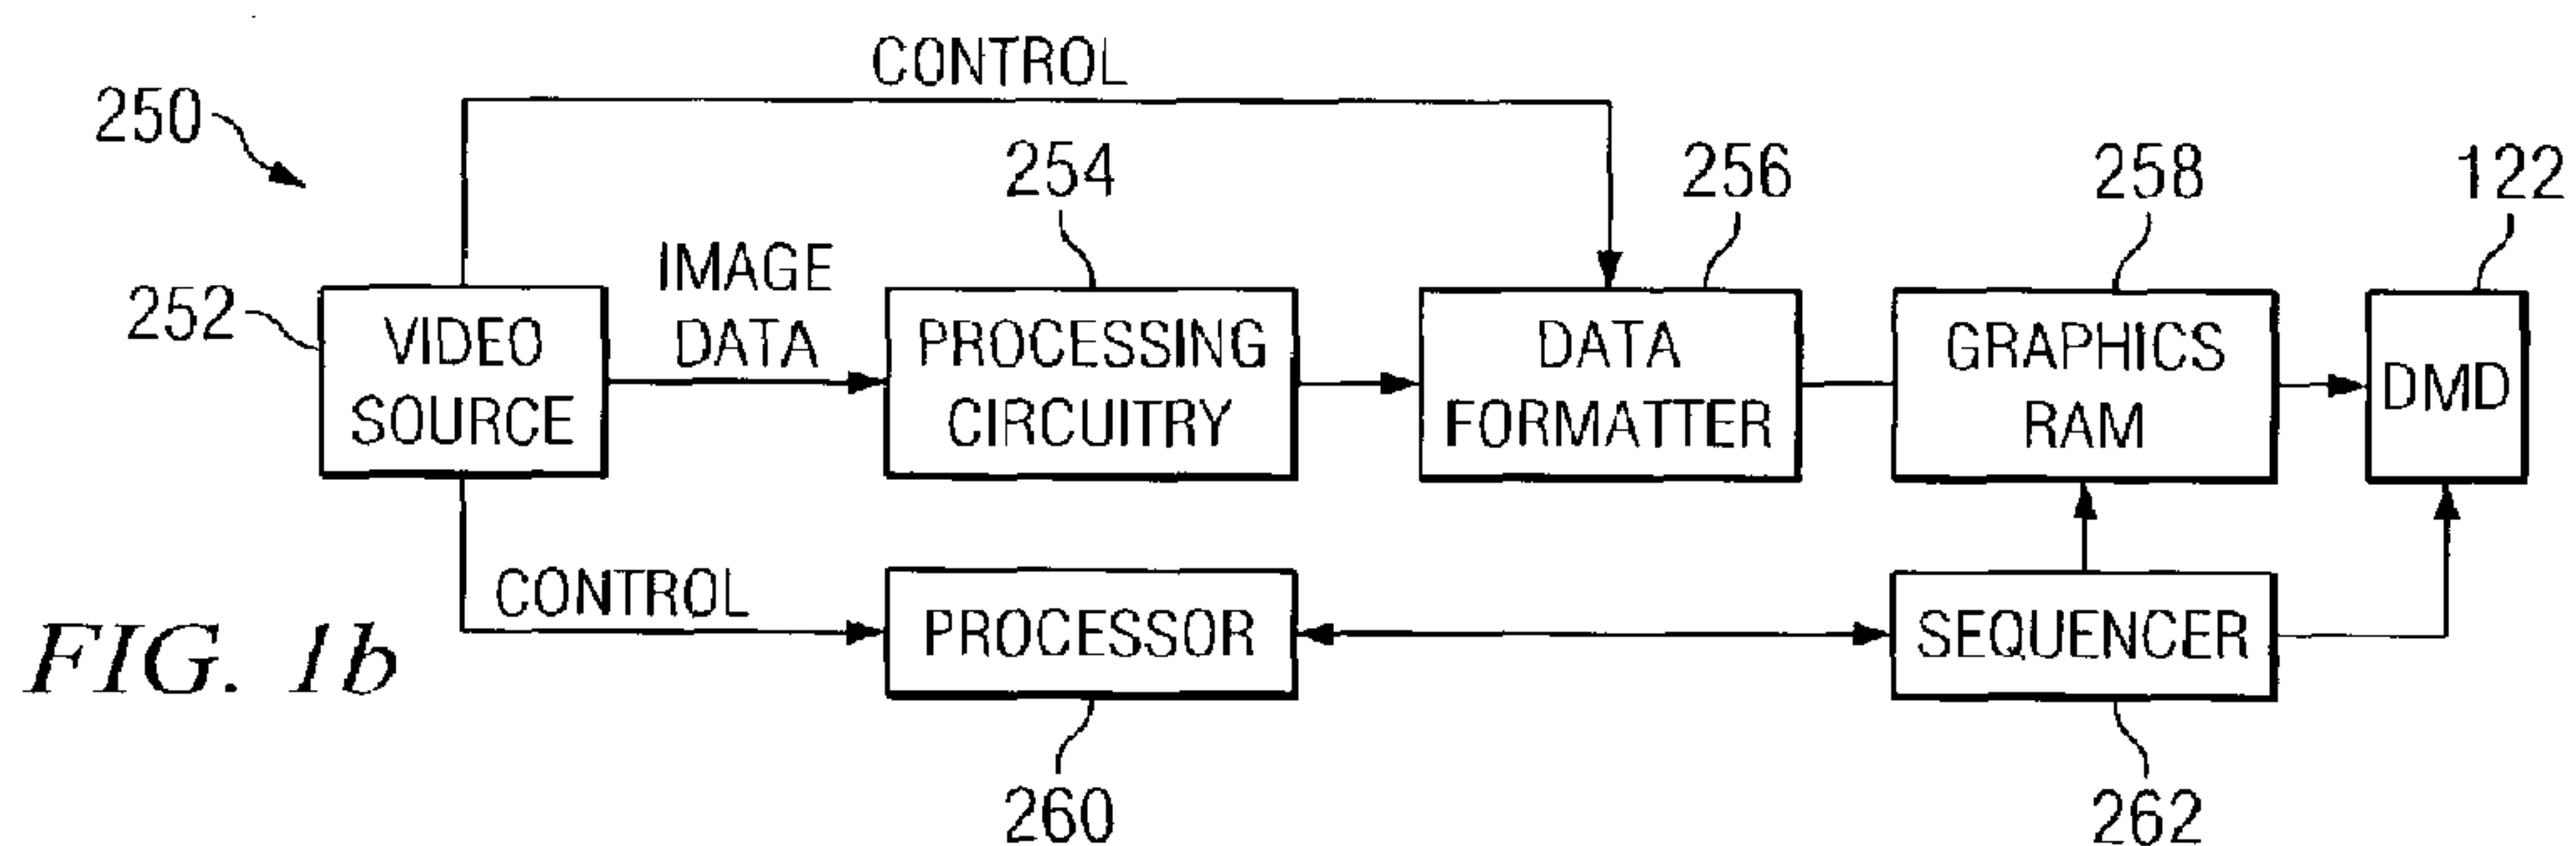 CONTROL
250
254
256
258
122
252
IMAGE
DATA
VIDEO
SOURCE
PROCESSING
CIRCUITRY
DATA
FORMATTER
GRAPHICS
RAM
DMD
CONTROL
PROCESSOR
SEQUENCER
FIG. 1b
260
262